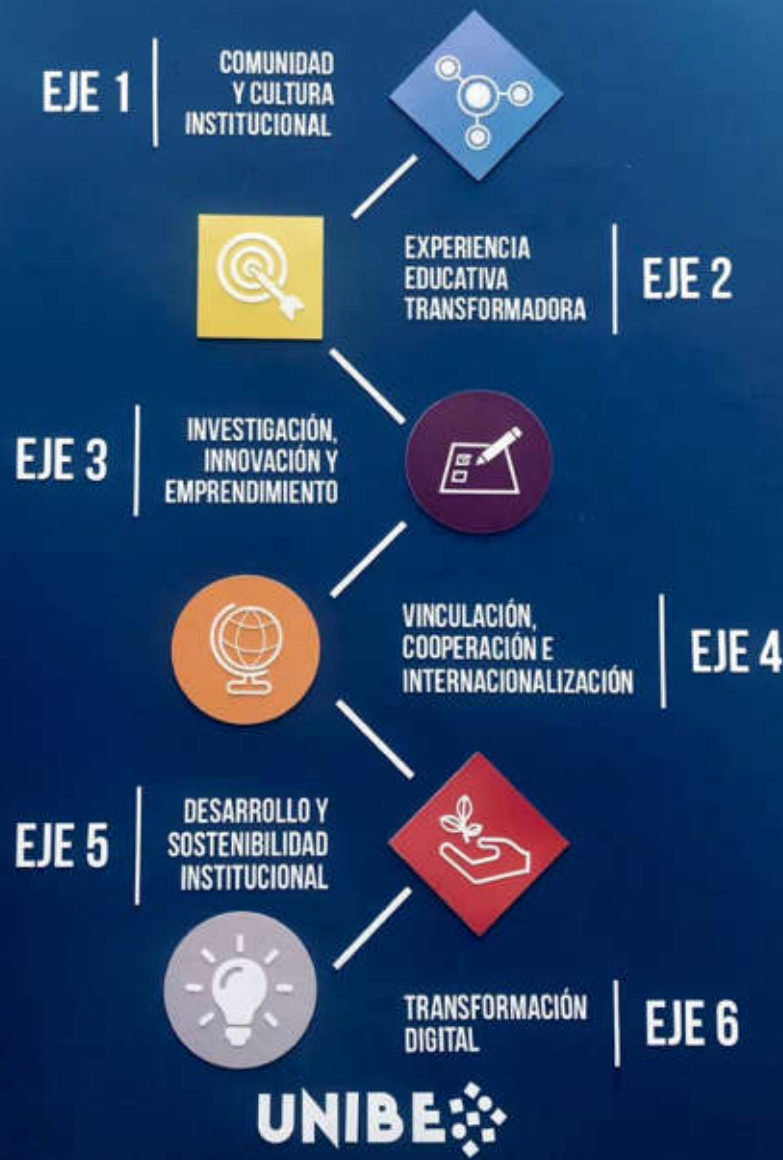 EJE 1
COMUNIDAD
Y CULTURA
INSTITUCIONAL
EXPERIENCIA
EDUCATIVA
TRANSFORMADORA
EJE 2
EJE 3
INVESTIGACIÓN,
INNOVACIÓN Y
EMPRENDIMIENTO
VINCULACIÓN,
COOPERACIÓN E
INTERNACIONALIZACIÓN
EJE 4
EJE 5
DESARROLLO Y
SOSTENIBILIDAD
INSTITUCIONAL
TRANSFORMACIÓN
DIGITAL
EJE 6
UNIBE